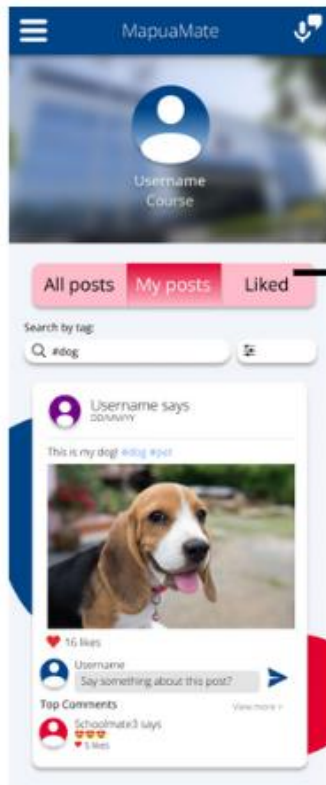 MapuaMate
Username
Course
All posts My posts Liked
Search by tag:
#dog
Username says
DD/MM/YY
This is my dog! #dog #pet
16 likes
Username
Say something about this post?
Top Comments View more >
Schoolmate3 says
5 likes